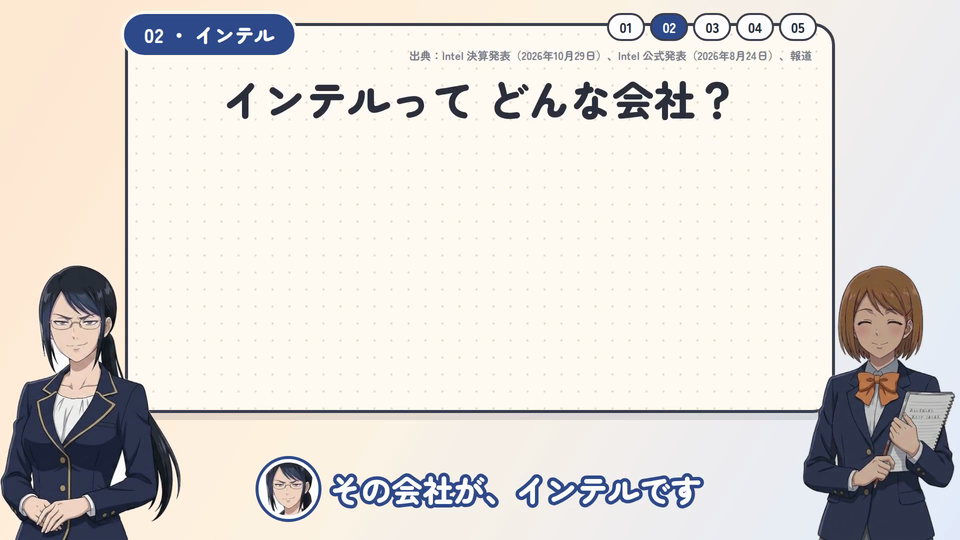 02 ・ インテル
01 02 03 04 05
出典：Intel 決算発表（2026年10月29日）、Intel 公式発表（2026年8月24日）、報道
インテルって どんな会社？
その会社が、インテルです